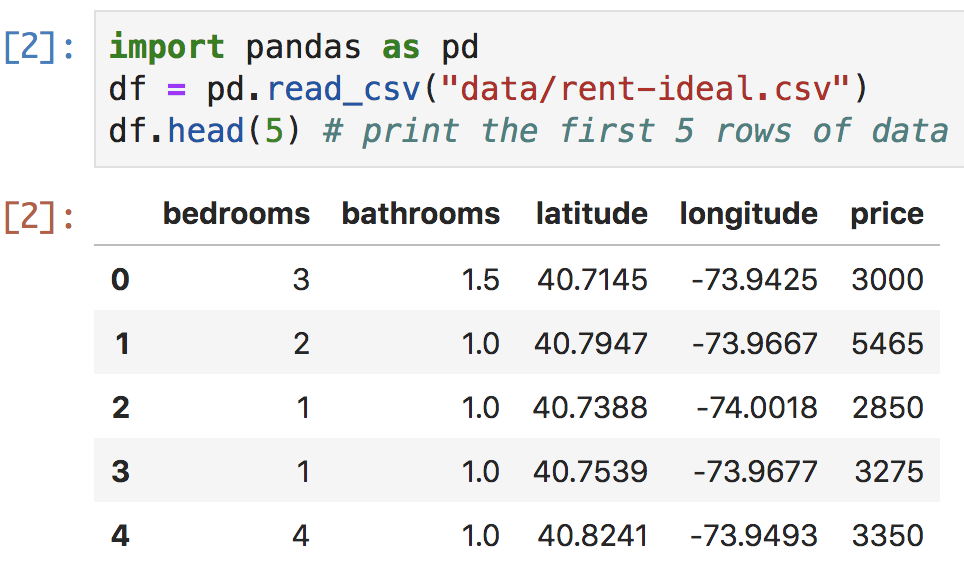 [2]: import pandas as pd
df = pd.read_csv("data/rent-ideal.csv")
df.head(5) # print the first 5 rows of data
[2]: bedrooms bathrooms latitude longitude price
0 3 1.5 40.7145 -73.9425 3000
1 2 1.0 40.7947 -73.9667 5465
2 1 1.0 40.7388 -74.0018 2850
3 1 1.0 40.7539 -73.9677 3275
4 4 1.0 40.8241 -73.9493 3350